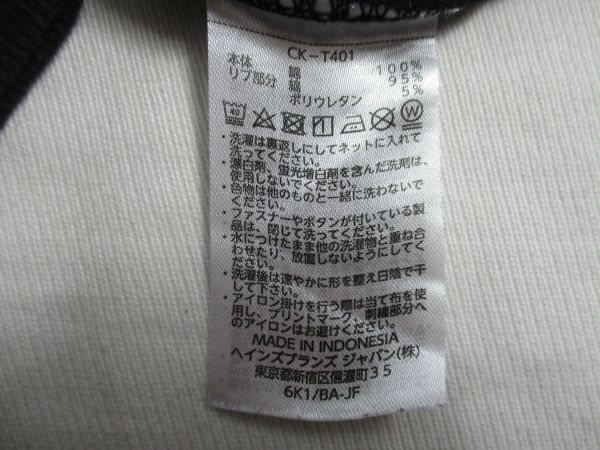 CK-T401
本体 綿 100%
リブ部分 綿 95%
ポリウレタン 5%
40 W
・洗濯は裏返しにしてネットに入れて
洗ってください。
・漂白剤、蛍光増白剤を含んだ洗剤は、
使用しないでください。
・色物は他のものと一緒に洗わないで
ください。
・ファスナーやボタンが付いている製
品は、閉じて洗ってください。
・水につけたまま他の洗濯物と重ね合
わせたり、放置しないようにしてく
ださい。
・洗濯後は速やかに形を整え日陰で干
して下さい。
・アイロン掛けを行う際は当て布を使
用し、プリントマーク、刺繍部分へ
のアイロンはお避けください。
MADE IN INDONESIA
ヘインズブランズ ジャパン(株)
東京都新宿区信濃町35
6K1/BA-JF